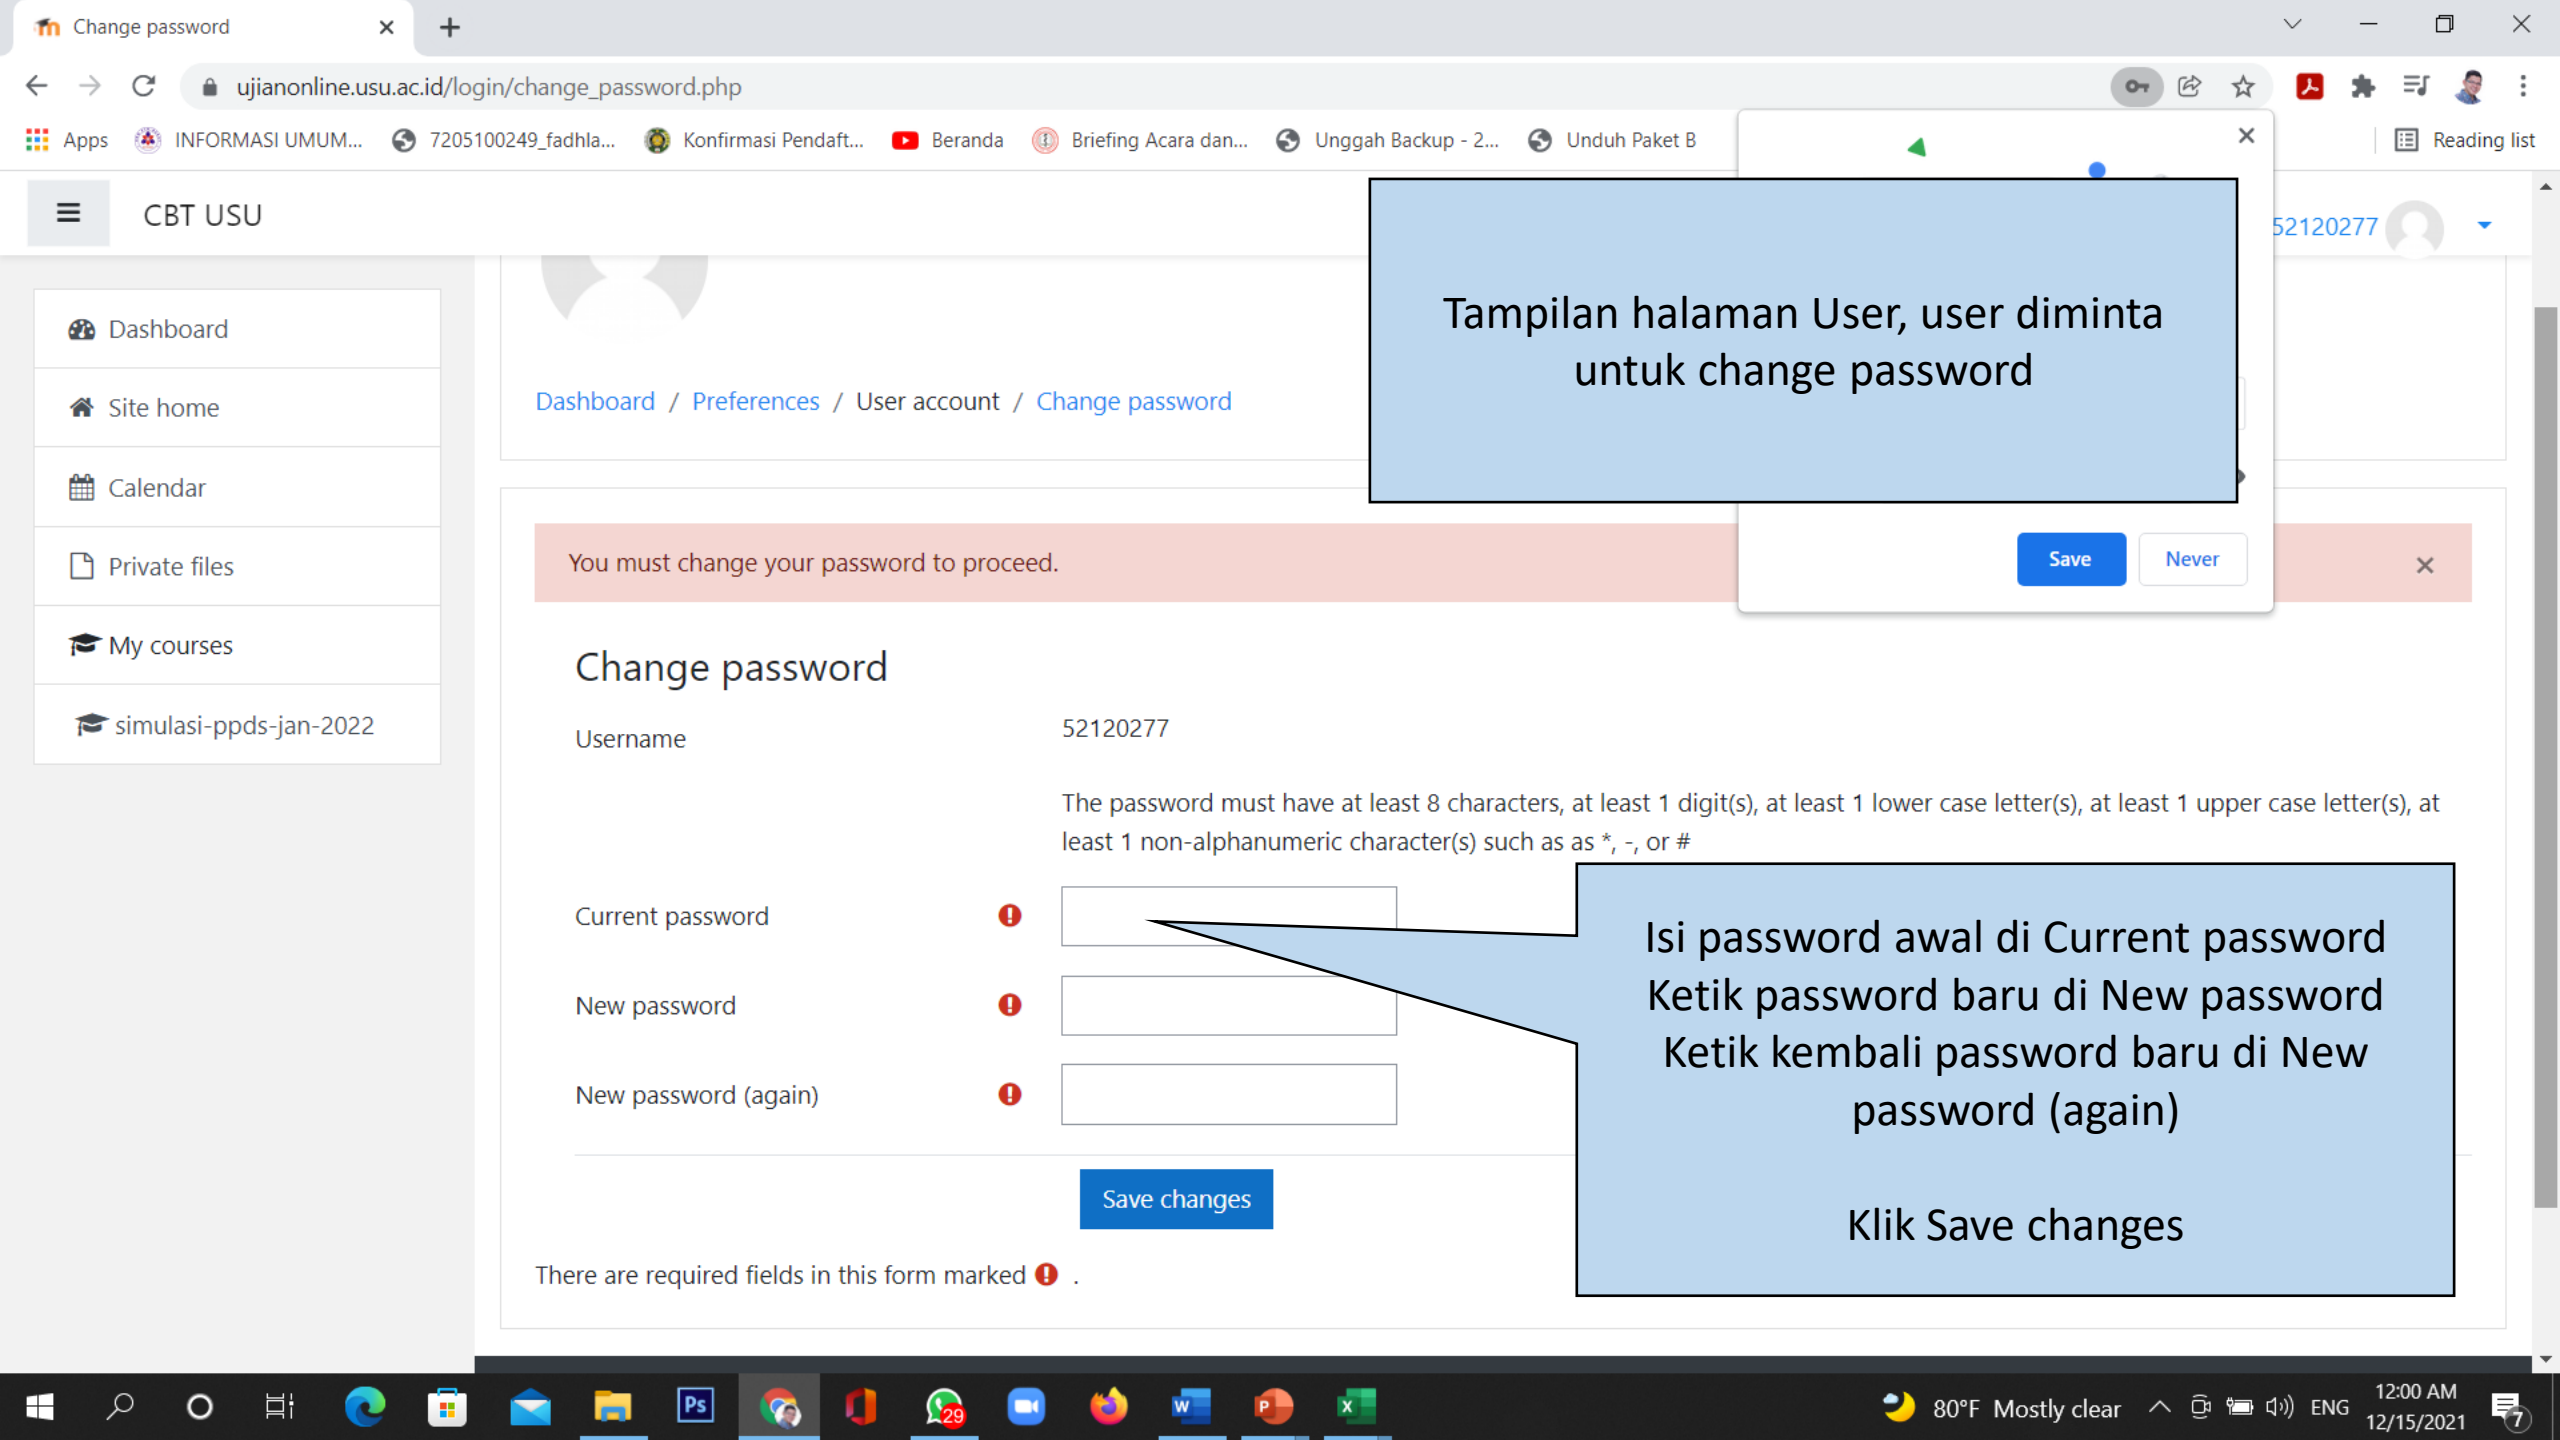 Change password
ujianonline.usu.ac.id/login/change_password.php
Apps INFORMASI UMUM... 7205100249_fadhla... Konfirmasi Pendaft... Beranda Briefing Acara dan... Unggah Backup - 2... Unduh Paket B Reading list
CBT USU
52120277
Tampilan halaman User, user diminta
untuk change password
Dashboard
Site home
Calendar
Private files
My courses
simulasi-ppds-jan-2022
Dashboard / Preferences / User account / Change password
You must change your password to proceed.
Save Never
Change password
Username 52120277
The password must have at least 8 characters, at least 1 digit(s), at least 1 lower case letter(s), at least 1 upper case letter(s), at
least 1 non-alphanumeric character(s) such as as *, -, or #
Current password
New password
New password (again)
Isi password awal di Current password
Ketik password baru di New password
Ketik kembali password baru di New
password (again)
Klik Save changes
Save changes
There are required fields in this form marked .
Ps
29
W
P
X
80°F Mostly clear
ENG
12:00 AM
12/15/2021
7